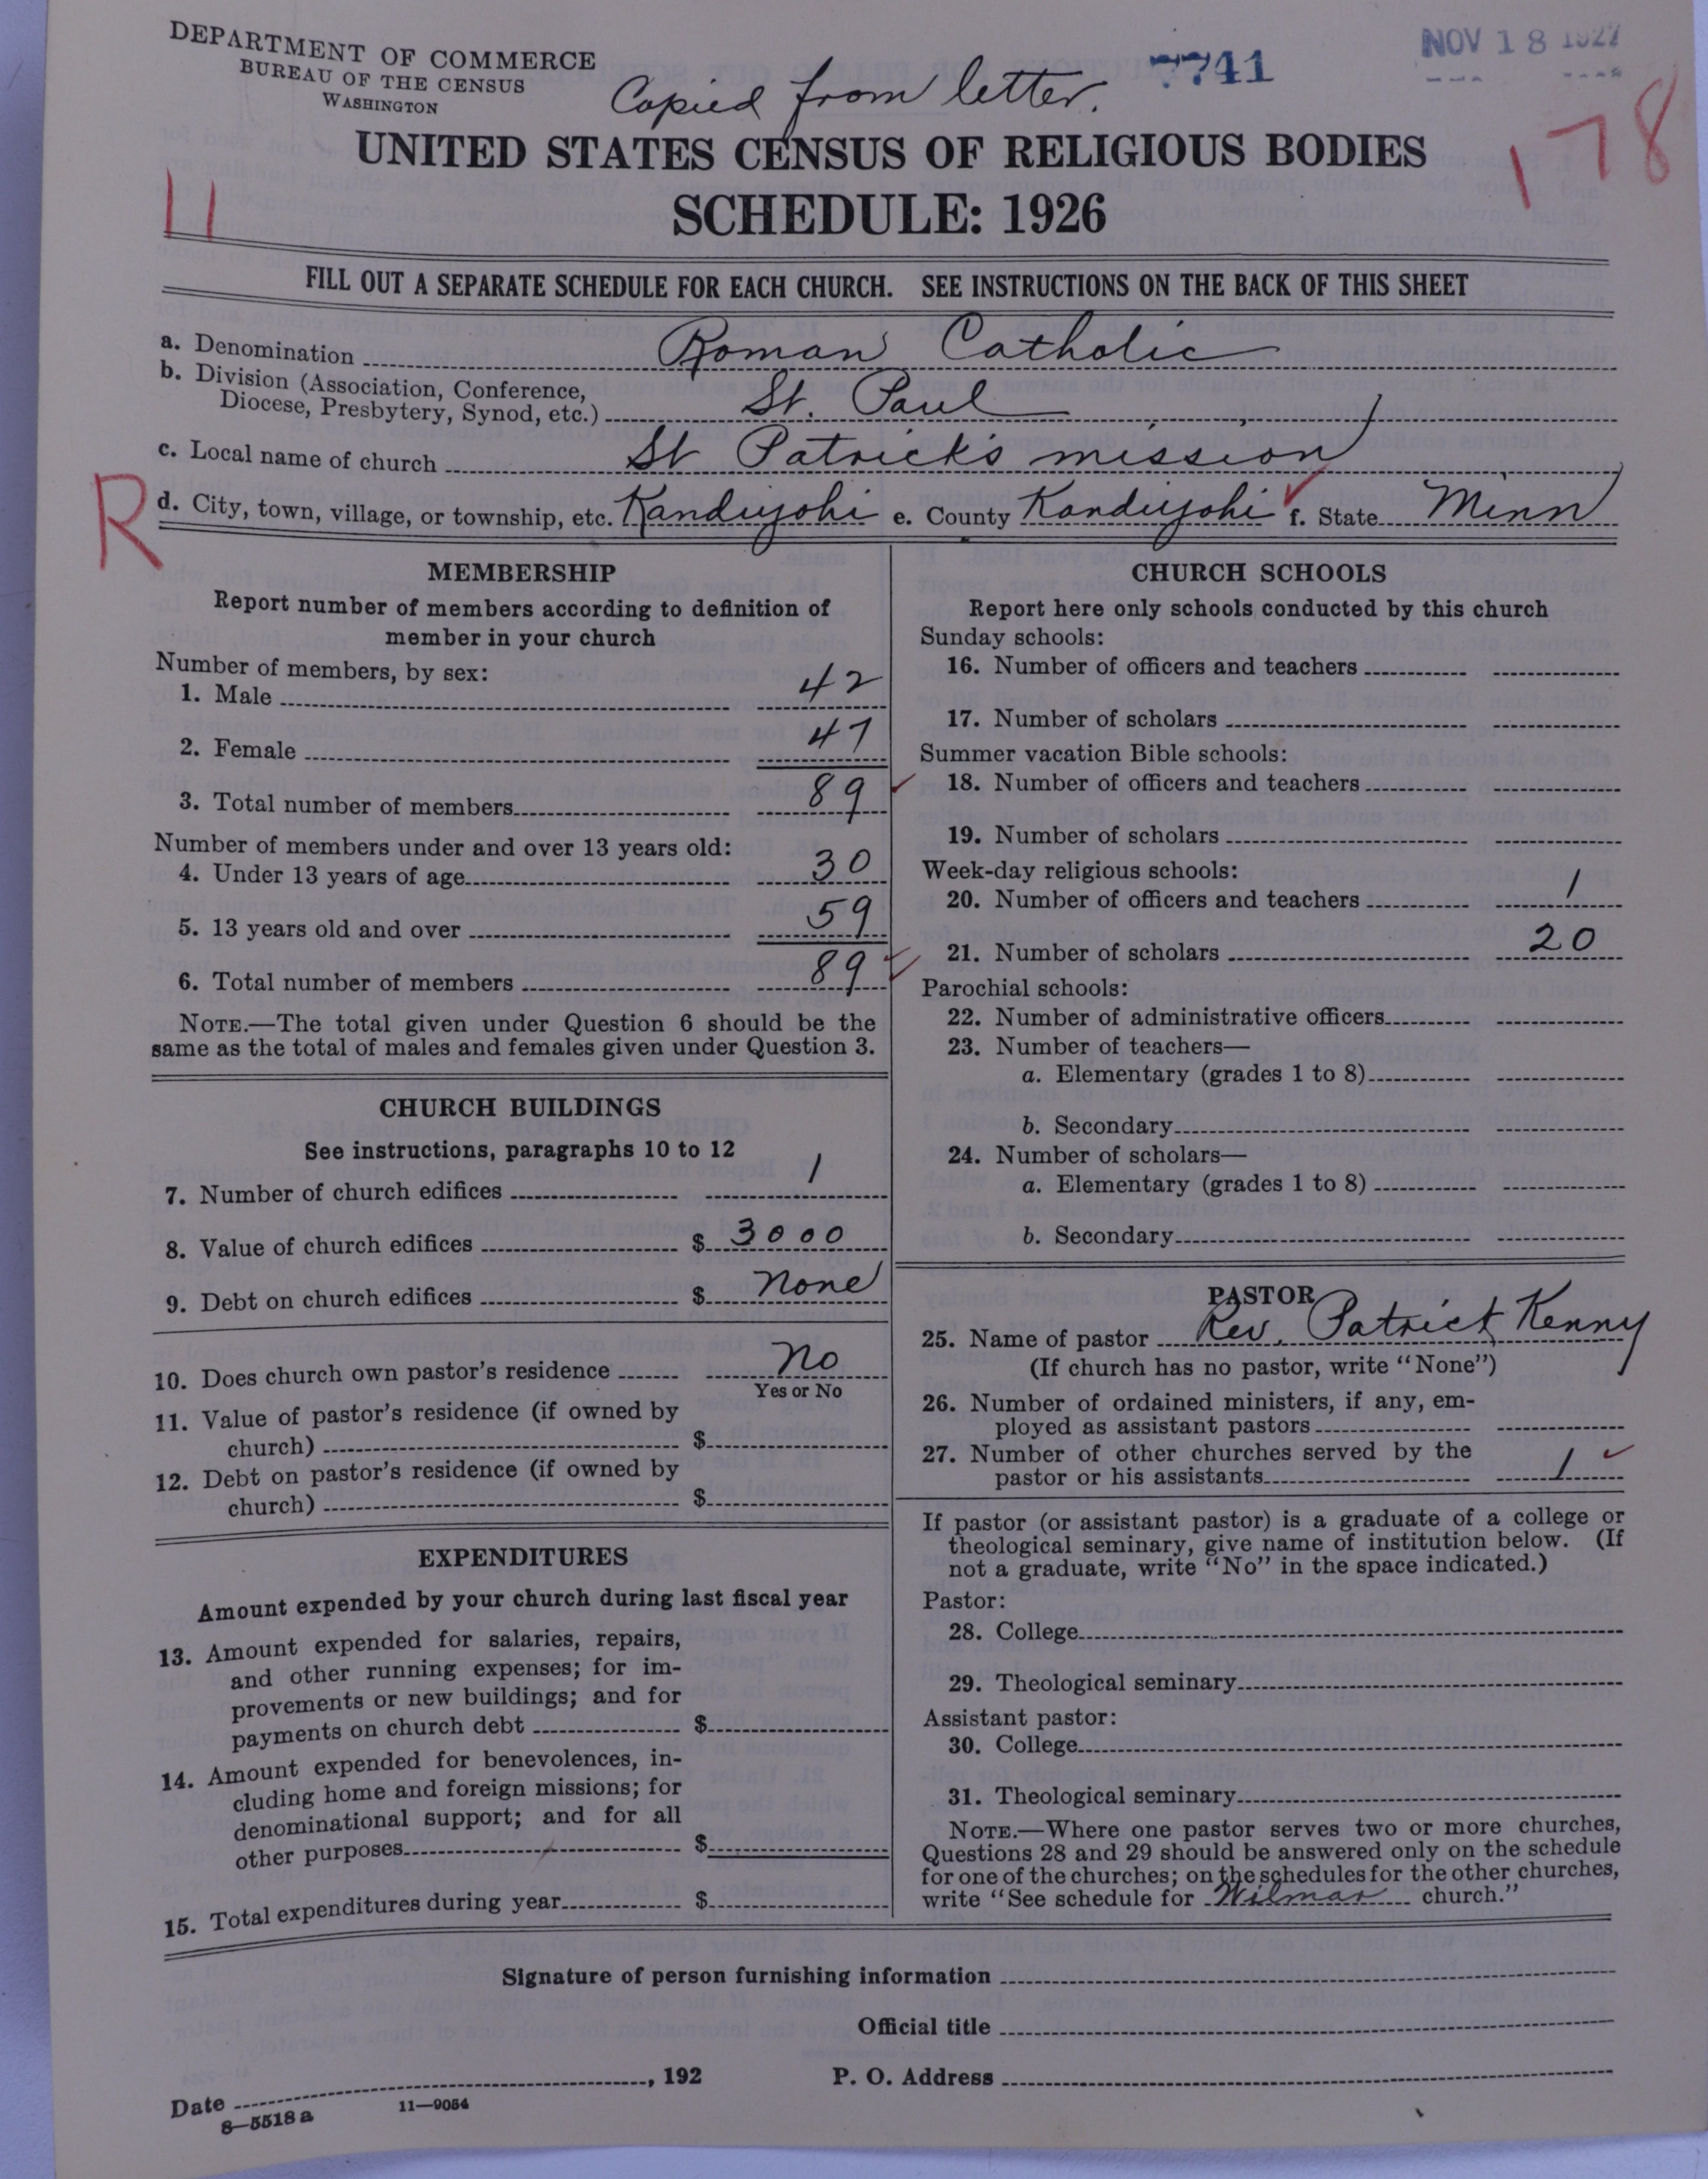 DEPARTMENT OF COMMERCE
BUREAU OF THE CENSUS
WASHINGTON
Copied from letter.
7741
NOV 18 1927
UNITED STATES CENSUS OF RELIGIOUS BODIES
SCHEDULE: 1926
11
178
FILL OUT A SEPARATE SCHEDULE FOR EACH CHURCH. SEE INSTRUCTIONS ON THE BACK OF THIS SHEET
a. Denomination Roman Catholic
b. Division (Association, Conference,
Diocese, Presbytery, Synod, etc.) St. Paul
c. Local name of church St Patrick's mission
R
d. City, town, village, or township, etc. Kandiyohi e. County Kandiyohi f. State Minn
MEMBERSHIP
Report number of members according to definition of
member in your church
Number of members, by sex:
1. Male 42
2. Female 47
3. Total number of members 89
Number of members under and over 13 years old:
4. Under 13 years of age 30
5. 13 years old and over 59
6. Total number of members 89
NOTE.—The total given under Question 6 should be the
same as the total of males and females given under Question 3.
CHURCH BUILDINGS
See instructions, paragraphs 10 to 12
7. Number of church edifices 1
8. Value of church edifices $ 3000
9. Debt on church edifices $ none
10. Does church own pastor's residence no
Yes or No
11. Value of pastor's residence (if owned by
church) $
12. Debt on pastor's residence (if owned by
church) $
EXPENDITURES
Amount expended by your church during last fiscal year
13. Amount expended for salaries, repairs,
and other running expenses; for im-
provements or new buildings; and for
payments on church debt $
14. Amount expended for benevolences, in-
cluding home and foreign missions; for
denominational support; and for all
other purposes $
15. Total expenditures during year $
CHURCH SCHOOLS
Report here only schools conducted by this church
Sunday schools:
16. Number of officers and teachers
17. Number of scholars
Summer vacation Bible schools:
18. Number of officers and teachers
19. Number of scholars
Week-day religious schools:
20. Number of officers and teachers 1
21. Number of scholars 20
Parochial schools:
22. Number of administrative officers
23. Number of teachers—
a. Elementary (grades 1 to 8)
b. Secondary
24. Number of scholars—
a. Elementary (grades 1 to 8)
b. Secondary
PASTOR
25. Name of pastor Rev. Patrick Kenny
(If church has no pastor, write "None")
26. Number of ordained ministers, if any, em-
ployed as assistant pastors
27. Number of other churches served by the
pastor or his assistants 1
If pastor (or assistant pastor) is a graduate of a college or
theological seminary, give name of institution below. (If
not a graduate, write "No" in the space indicated.)
Pastor:
28. College
29. Theological seminary
Assistant pastor:
30. College
31. Theological seminary
NOTE.—Where one pastor serves two or more churches,
Questions 28 and 29 should be answered only on the schedule
for one of the churches; on the schedules for the other churches,
write "See schedule for Wilmar church."
Signature of person furnishing information
Official title
Date , 192 P. O. Address
8—5518 a 11—9054